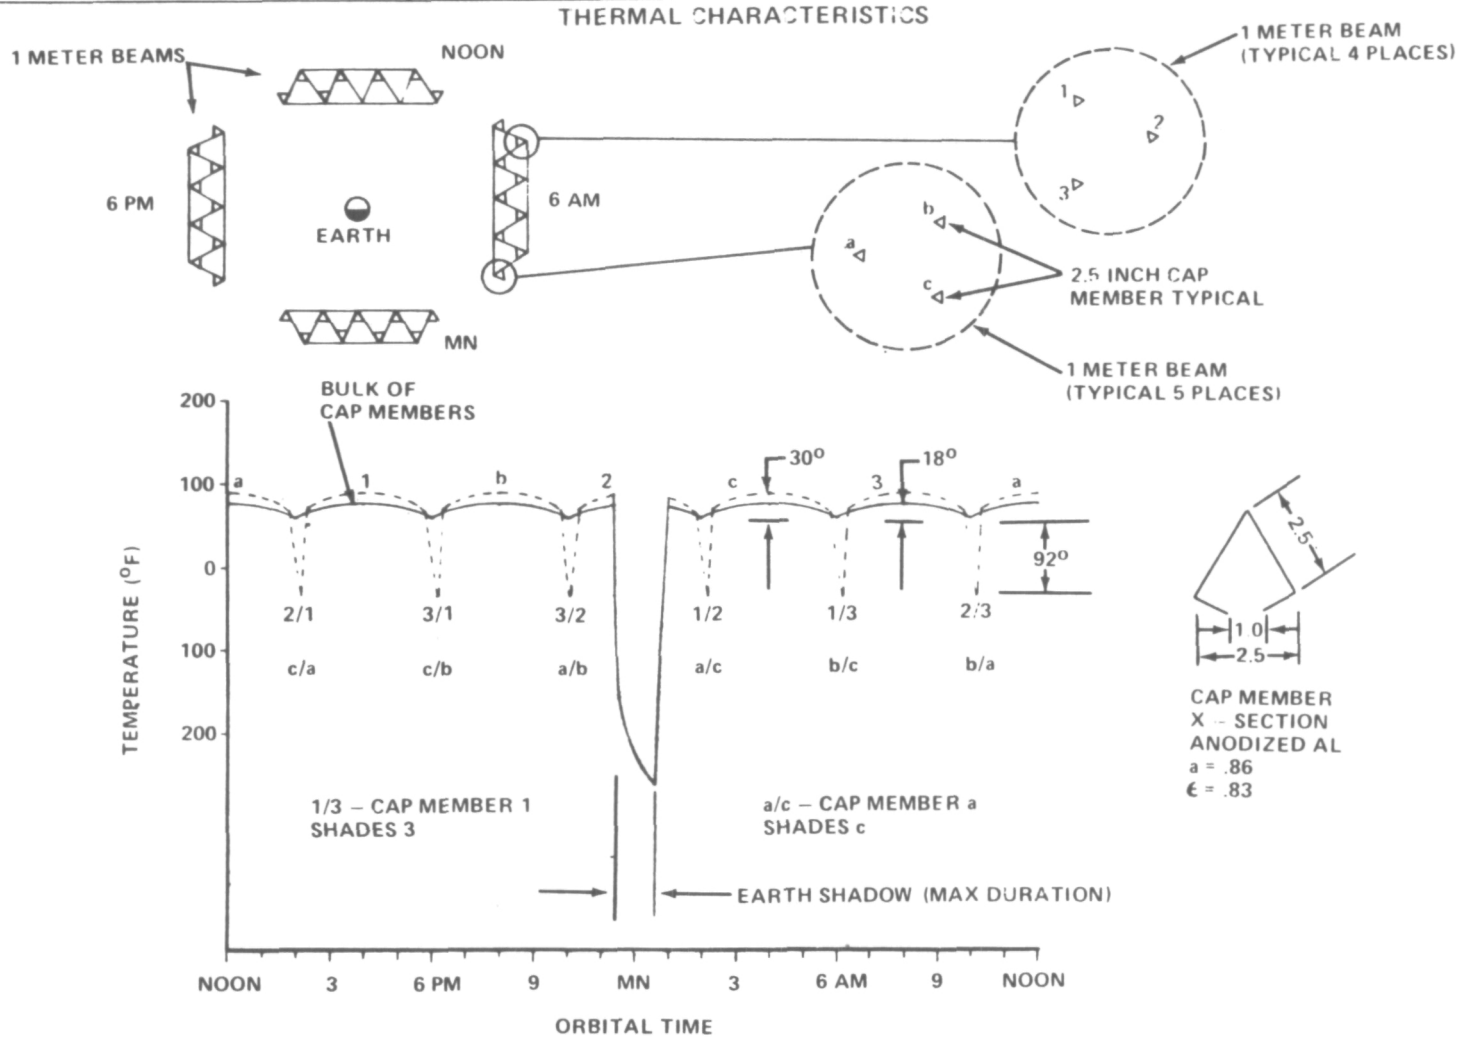 THERMAL CHARACTERISTICS
1 METER BEAMS
NOON
6 PM
EARTH
6 AM
MN
1 METER BEAM
(TYPICAL 4 PLACES)
1
2
3
b
a
c
2.5 INCH CAP
MEMBER TYPICAL
1 METER BEAM
(TYPICAL 5 PLACES)
BULK OF
CAP MEMBERS
200
100
0
100
200
TEMPERATURE (°F)
a
1
b
2
c
3
a
30°
18°
92°
2/1
3/1
3/2
1/2
1/3
2/3
c/a
c/b
a/b
a/c
b/c
b/a
1/3 – CAP MEMBER 1
SHADES 3
a/c – CAP MEMBER a
SHADES c
EARTH SHADOW (MAX DURATION)
NOON
3
6 PM
9
MN
3
6 AM
9
NOON
ORBITAL TIME
2.5
1.0
2.5
CAP MEMBER
X – SECTION
ANODIZED AL
a = .86
ϵ = .83